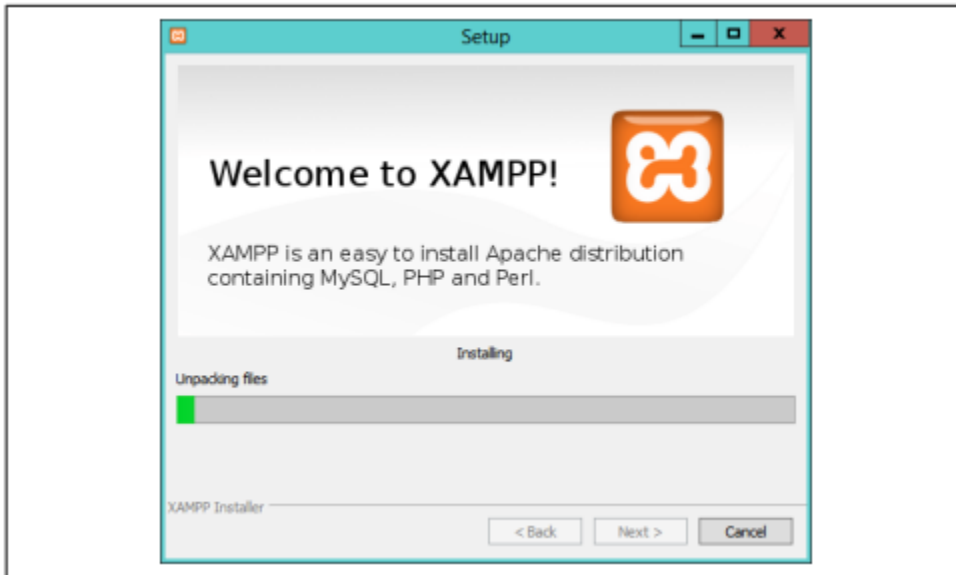 Setup
Welcome to XAMPP!
XAMPP is an easy to install Apache distribution
containing MySQL, PHP and Perl.
Installing
Unpacking files
XAMPP Installer
< Back
Next >
Cancel